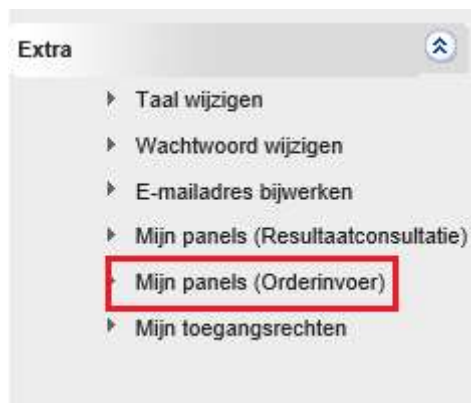 Extra
Taal wijzigen
Wachtwoord wijzigen
E-mailadres bijwerken
Mijn panels (Resultaatconsultatie)
Mijn panels (Orderinvoer)
Mijn toegangsrechten